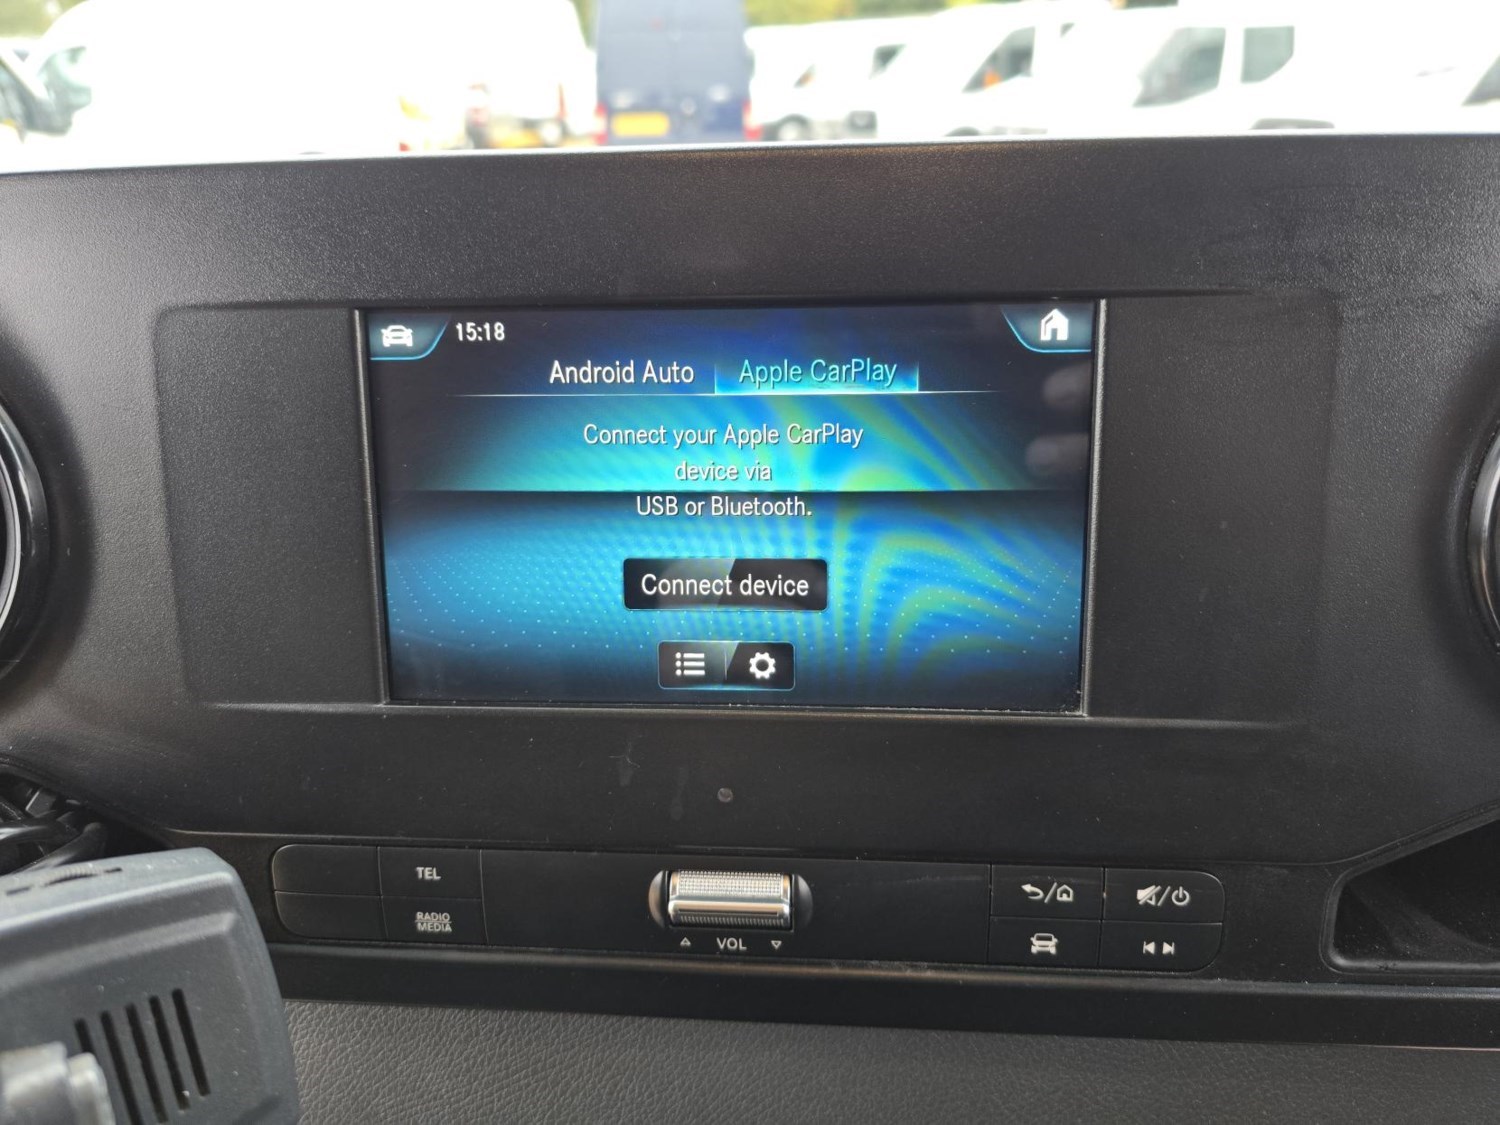 15:18
Android Auto Apple CarPlay
Connect your Apple CarPlay
device via
USB or Bluetooth.
Connect device
TEL
RADIO
MEDIA
VOL